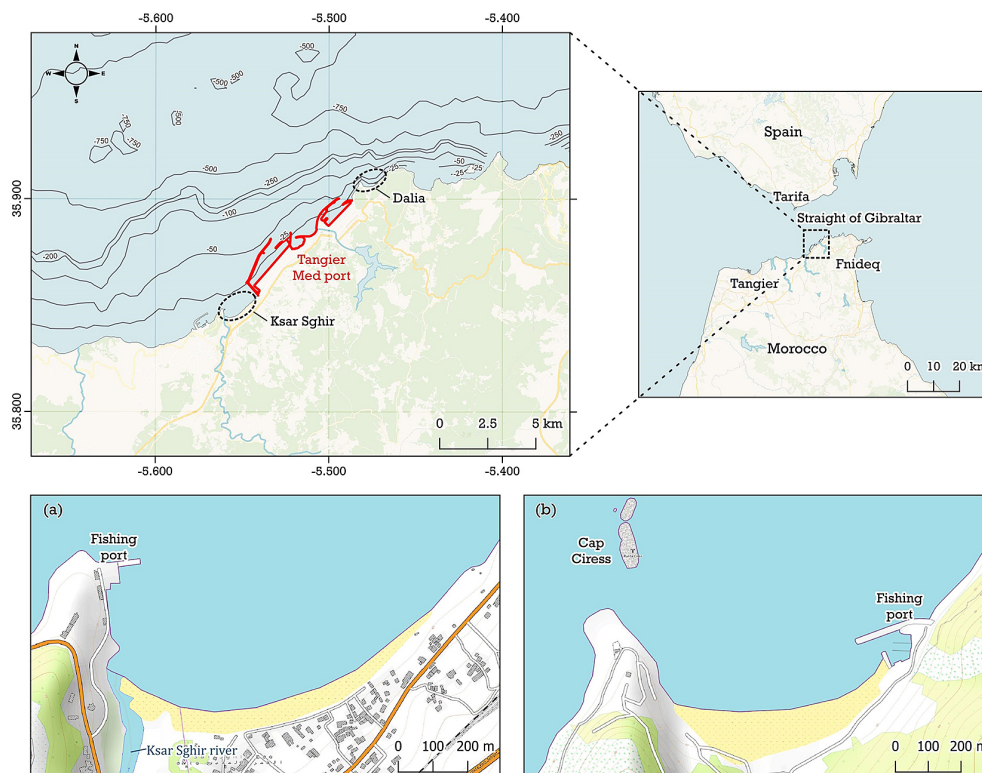 -5.600
-5.500
-5.400
N
W
E
S
-500
-500
-500
-750
-750
-750
-500
-750
-500
-250
-250
-50
-25
-25
-25
-100
-25
-50
-200
35.900
35.800
Dalia
Tangier
Med port
Ksar Sghir
0 2.5 5 km
-5.600
-5.500
-5.400
Spain
Tarifa
Straight of Gibraltar
Fnideq
Tangier
Morocco
0 10 20 km
(a)
Fishing
port
Ksar Sghir river
0 100 200 m
(b)
Cap
Ciress
Fishing
port
0 100 200 m